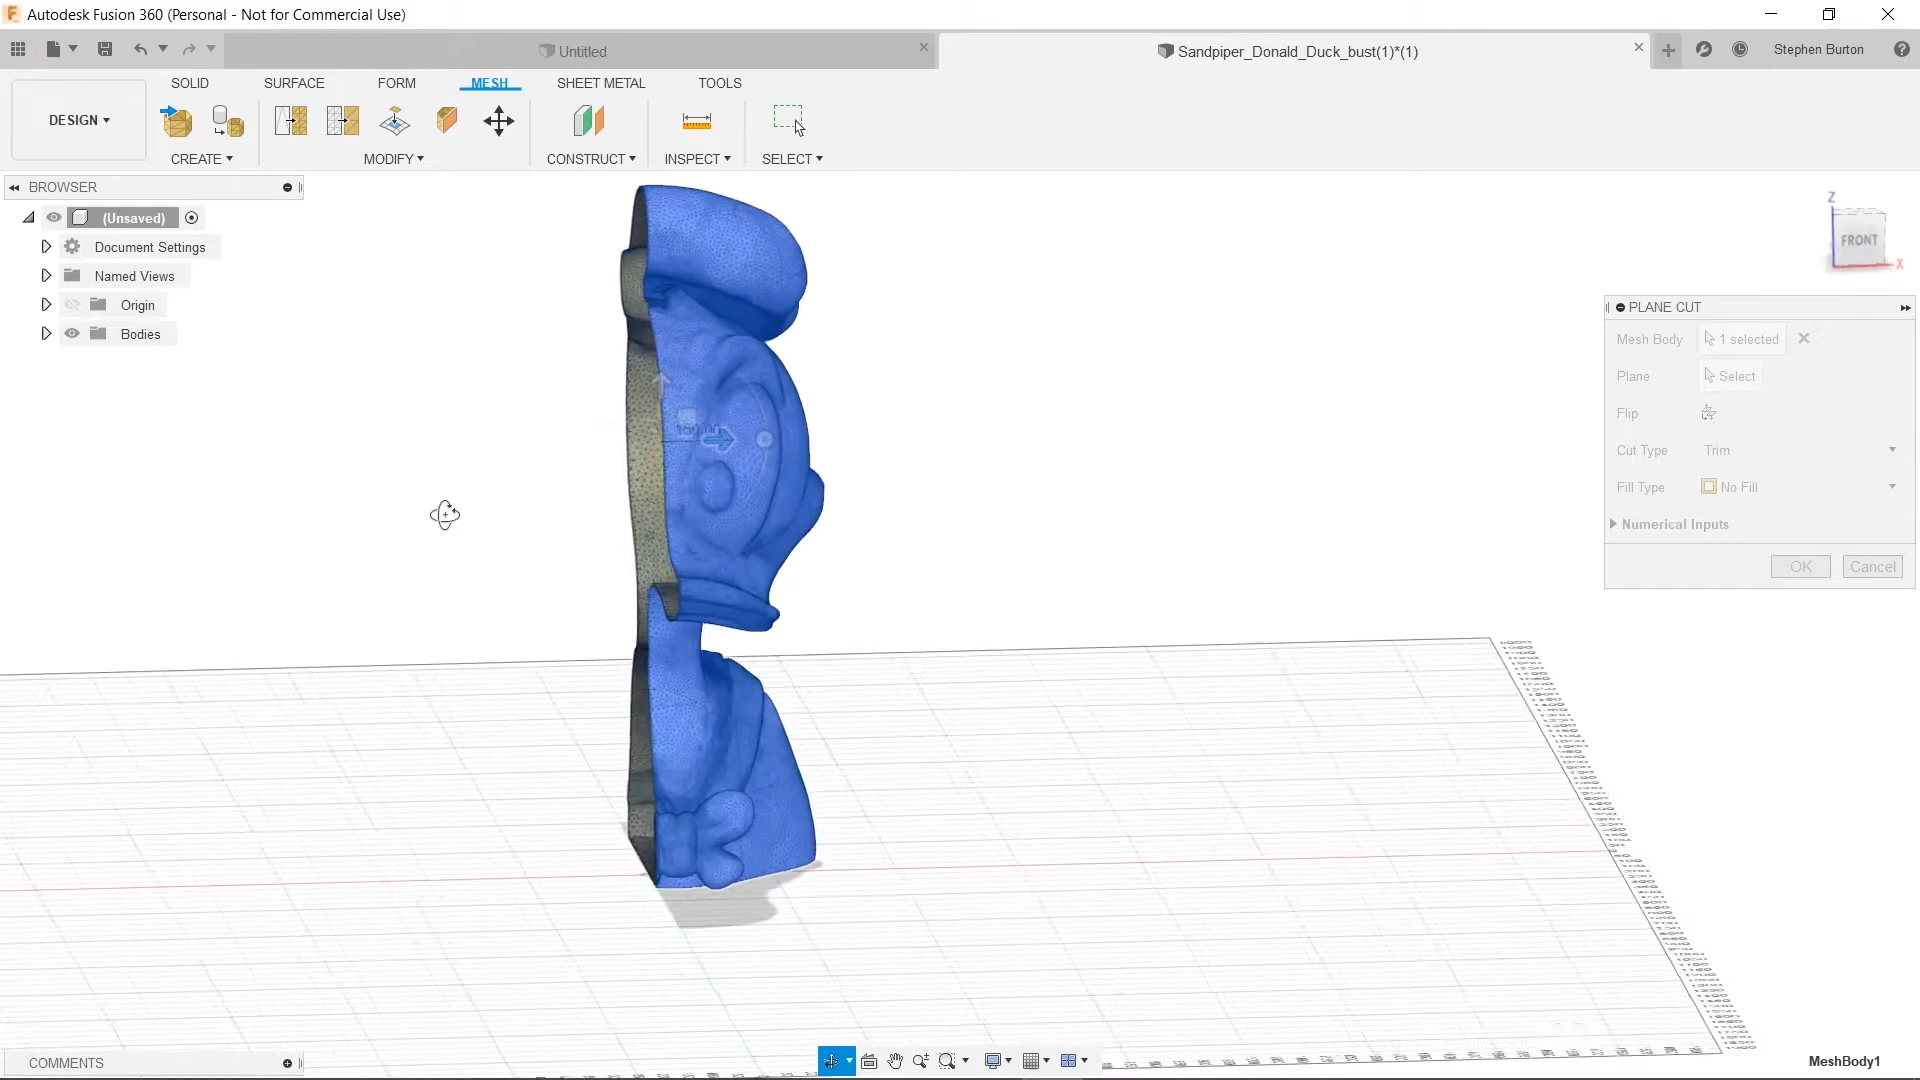 Autodesk Fusion 360 (Personal - Not for Commercial Use)
Untitled
Sandpiper_Donald_Duck_bust(1)*(1)
Stephen Burton
DESIGN
SOLID
SURFACE
FORM
MESH
SHEET METAL
TOOLS
CREATE
MODIFY
CONSTRUCT
INSPECT
SELECT
BROWSER
(Unsaved)
Document Settings
Named Views
Origin
Bodies
Z
FRONT
X
PLANE CUT
Mesh Body
1 selected
Plane
Select
Flip
Cut Type
Trim
Fill Type
No Fill
Numerical Inputs
OK
Cancel
COMMENTS
MeshBody1